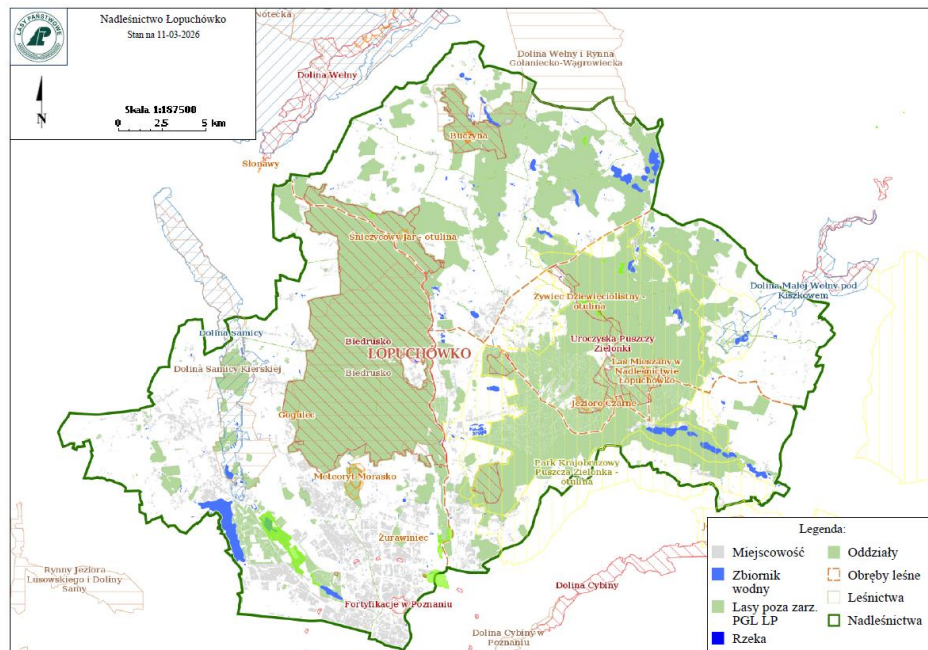 LASY PAŃSTWOWE
Nadleśnictwo Łopuchówko
Stan na 11-03-2026
Skala 1:187500
0 2.5 5 km
N
Notecka
Dolina Wełny
Dolina Wełny i Rynna
Gołaniecko-Wągrowiecka
Buczyna
Słonawy
Śnieżycowy Jar - otulina
Żywiec Dziewięciolistny -
otulina
Dolina Małej Wełny pod
Kiszkowem
Dolina Samicy
Biedrusko
ŁOPUCHÓWKO
Uroczyska Puszczy
Zielonki
Dolina Samicy Kierskiej
Biedrusko
Las Mieszany w
Nadleśnictwie
Łopuchówko
Gogulec
Jezioro Czarne
Meteoryt Morasko
Park Krajobrazowy
Puszcza Zielonka -
otulina
Żurawiniec
Rynny Jeziora
Lusowskiego i Doliny
Samy
Fortyfikacje w Poznaniu
Dolina Cybiny
Dolina Cybiny w
Poznaniu
Legenda:
Miejscowość
Zbiornik
wodny
Lasy poza zarz.
PGL LP
Rzeka
Oddziały
Obręby leśne
Leśnictwa
Nadleśnictwa